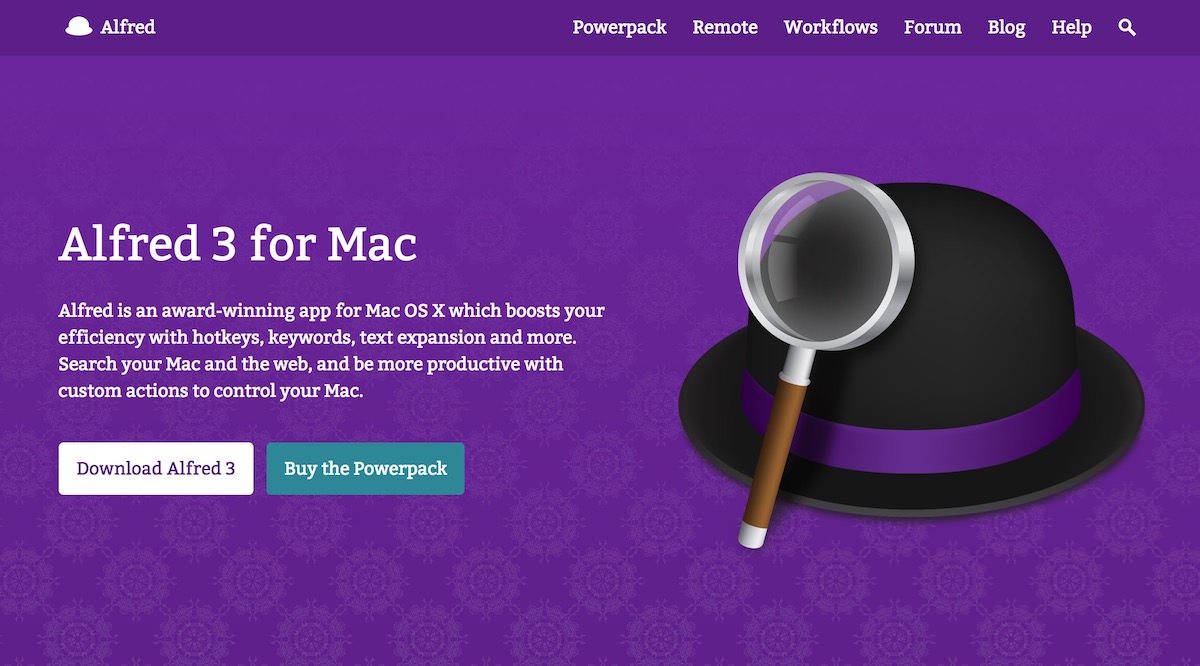 Alfred
Powerpack Remote Workflows Forum Blog Help
Alfred 3 for Mac
Alfred is an award-winning app for Mac OS X which boosts your
efficiency with hotkeys, keywords, text expansion and more.
Search your Mac and the web, and be more productive with
custom actions to control your Mac.
Download Alfred 3
Buy the Powerpack